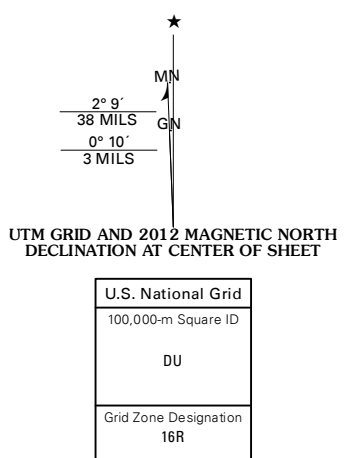 ★
MN
2° 9´
38 MILS
GN
0° 10´
3 MILS
UTM GRID AND 2012 MAGNETIC NORTH
DECLINATION AT CENTER OF SHEET
U.S. National Grid
100,000-m Square ID
DU
Grid Zone Designation
16R